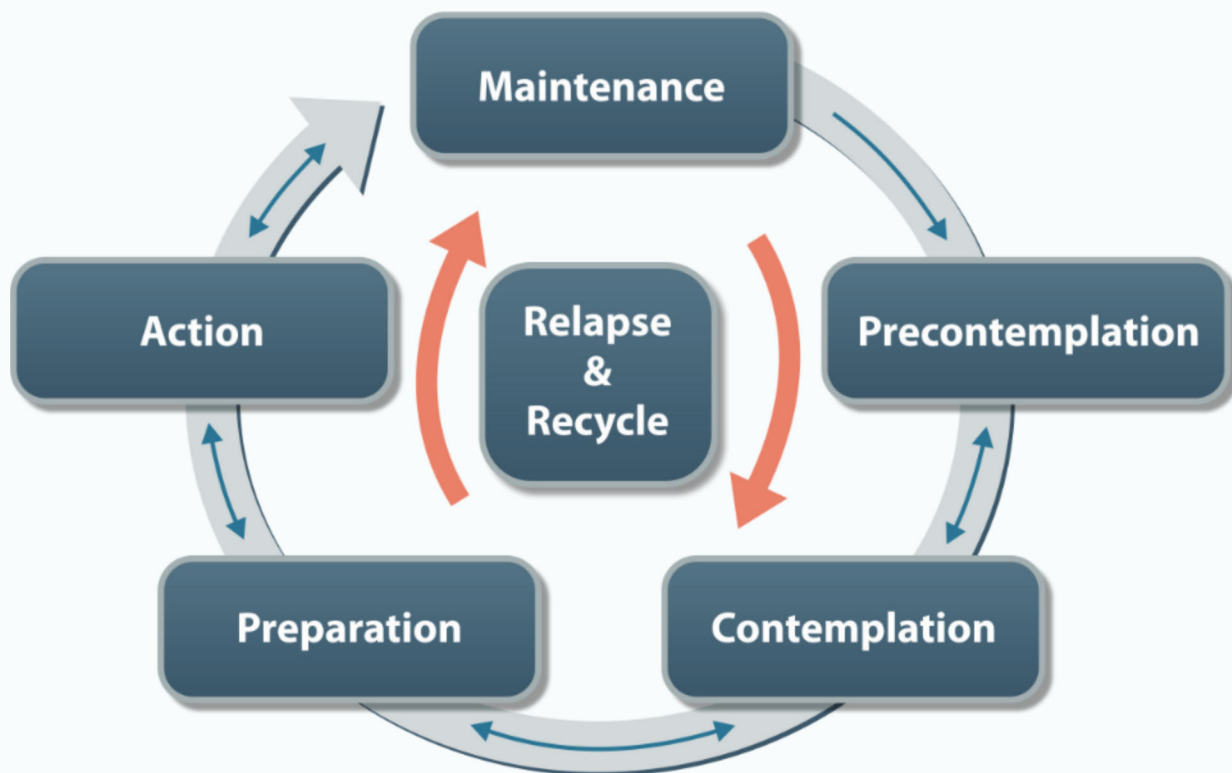 Maintenance
Precontemplation
Contemplation
Preparation
Action
Relapse
&
Recycle